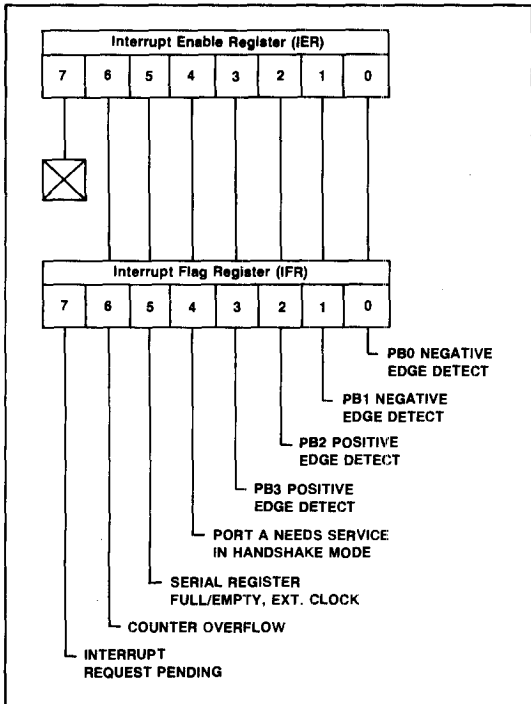 Interrupt Enable Register (IER)
7 6 5 4 3 2 1 0
Interrupt Flag Register (IFR)
7 6 5 4 3 2 1 0
PB0 NEGATIVE
EDGE DETECT
PB1 NEGATIVE
EDGE DETECT
PB2 POSITIVE
EDGE DETECT
PB3 POSITIVE
EDGE DETECT
PORT A NEEDS SERVICE
IN HANDSHAKE MODE
SERIAL REGISTER
FULL/EMPTY, EXT. CLOCK
COUNTER OVERFLOW
INTERRUPT
REQUEST PENDING